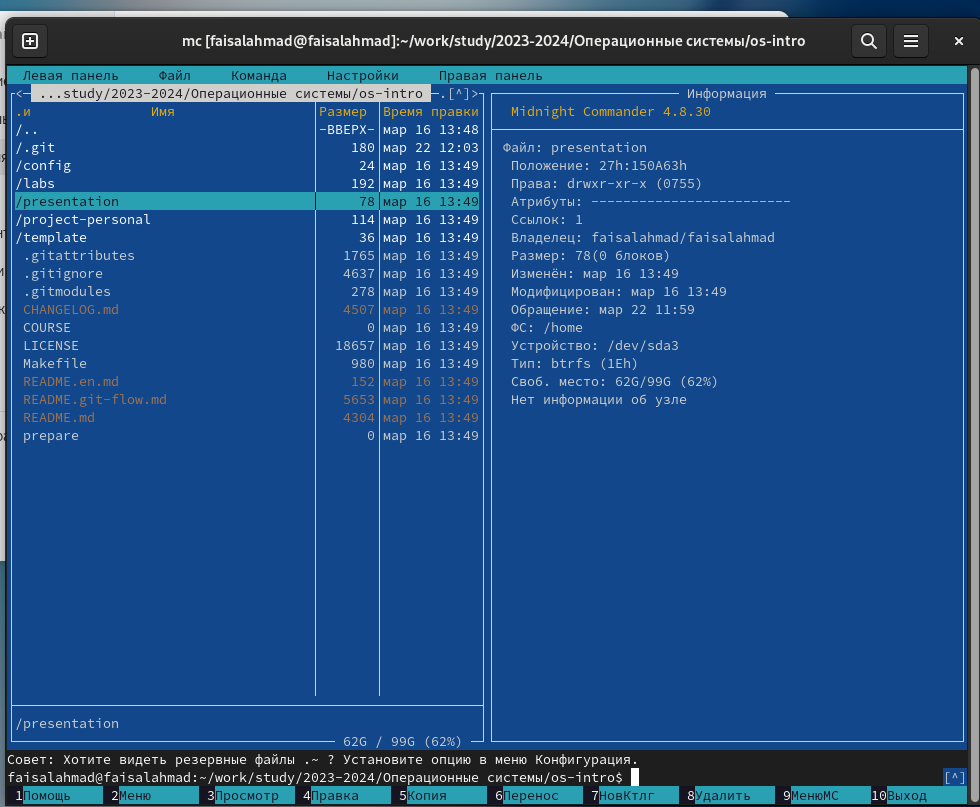 mc [faisalahmad@faisalahmad]:~/work/study/2023-2024/Операционные системы/os-intro
Левая панель Файл Команда Настройки Правая панель
<─ ...study/2023-2024/Операционные системы/os-intro ─.[^]>
.и Имя Размер Время правки
/.. -ВВЕРХ- мар 16 13:48
/.git 180 мар 22 12:03
/config 24 мар 16 13:49
/labs 192 мар 16 13:49
/presentation 78 мар 16 13:49
/project-personal 114 мар 16 13:49
/template 36 мар 16 13:49
.gitattributes 1765 мар 16 13:49
.gitignore 4637 мар 16 13:49
.gitmodules 278 мар 16 13:49
CHANGELOG.md 4507 мар 16 13:49
COURSE 0 мар 16 13:49
LICENSE 18657 мар 16 13:49
Makefile 980 мар 16 13:49
README.en.md 152 мар 16 13:49
README.git-flow.md 5653 мар 16 13:49
README.md 4304 мар 16 13:49
prepare 0 мар 16 13:49
/presentation
62G / 99G (62%)
Информация
Midnight Commander 4.8.30
Файл: presentation
Положение: 27h:150A63h
Права: drwxr-xr-x (0755)
Атрибуты: -------------------------
Ссылок: 1
Владелец: faisalahmad/faisalahmad
Размер: 78(0 блоков)
Изменён: мар 16 13:49
Модифицирован: мар 16 13:49
Обращение: мар 22 11:59
ФС: /home
Устройство: /dev/sda3
Тип: btrfs (1Eh)
Своб. место: 62G/99G (62%)
Нет информации об узле
Совет: Хотите видеть резервные файлы .~ ? Установите опцию в меню Конфигурация.
faisalahmad@faisalahmad:~/work/study/2023-2024/Операционные системы/os-intro$ [^]
1Помощь 2Меню 3Просмотр 4Правка 5Копия 6Перенос 7НовКтлг 8Удалить 9МенюMC 10Выход